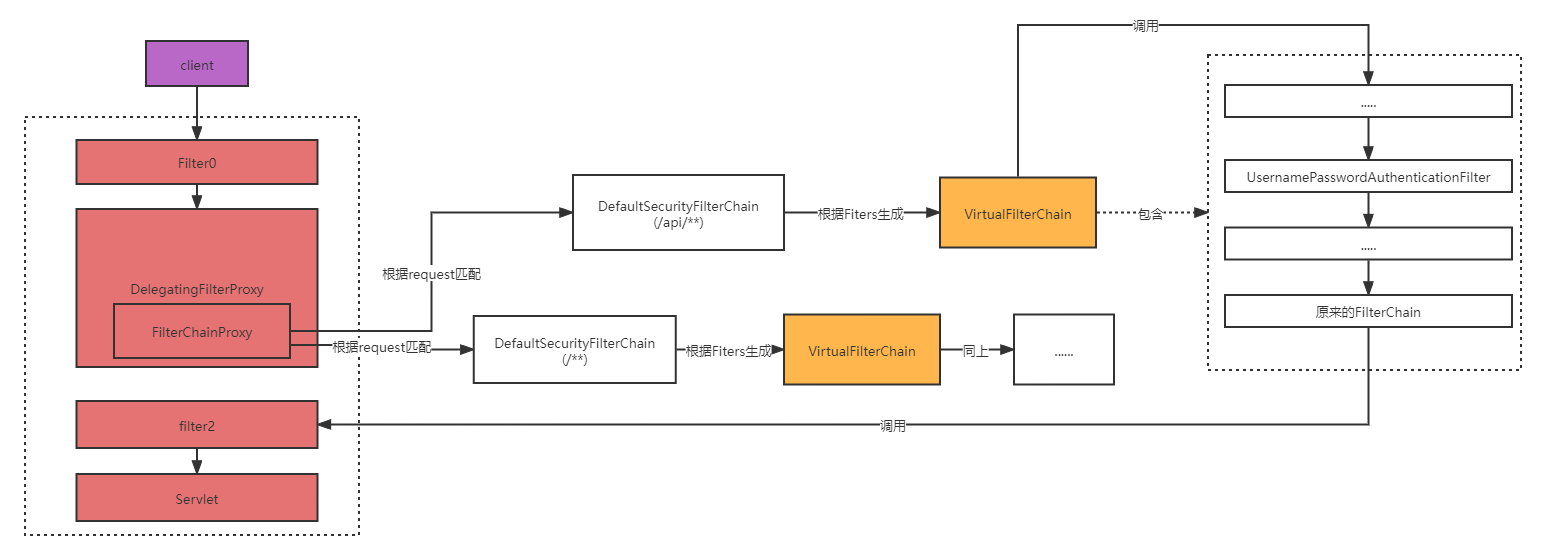 client
Filter0
DelegatingFilterProxy
FilterChainProxy
filter2
Servlet
根据request匹配
DefaultSecurityFilterChain
(/api/**)
根据Fiters生成
VirtualFilterChain
调用
包含
.....
UsernamePasswordAuthenticationFilter
.....
原来的FilterChain
根据request匹配
DefaultSecurityFilterChain
(/**)
根据Fiters生成
VirtualFilterChain
同上
......
调用